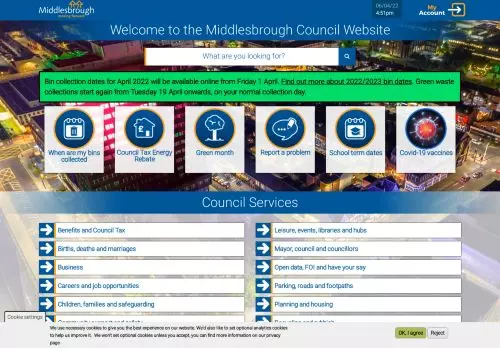 Middlesbrough
moving forward
06/04/22
4:51pm
My
Account
Welcome to the Middlesbrough Council Website
What are you looking for?
Bin collection dates for April 2022 will be available online from Friday 1 April. Find out more about 2022/2023 bin dates. Green waste
collections start again from Tuesday 19 April onwards, on your normal collection day.
When are my bins
collected
Council Tax Energy
Rebate
Green month
Report a problem
School term dates
Covid-19 vaccines
Council Services
Benefits and Council Tax
Leisure, events, libraries and hubs
Births, deaths and marriages
Mayor, council and councillors
Business
Open data, FOI and have your say
Careers and job opportunities
Parking, roads and footpaths
Children, families and safeguarding
Planning and housing
Cookie settings
We use necessary cookies to give you the best experience on our website. We'd also like to set optional analytics
cookies to help us improve it. We won't set optional cookies unless you accept, you can find more information on our privacy
page
OK, I agree
Reject